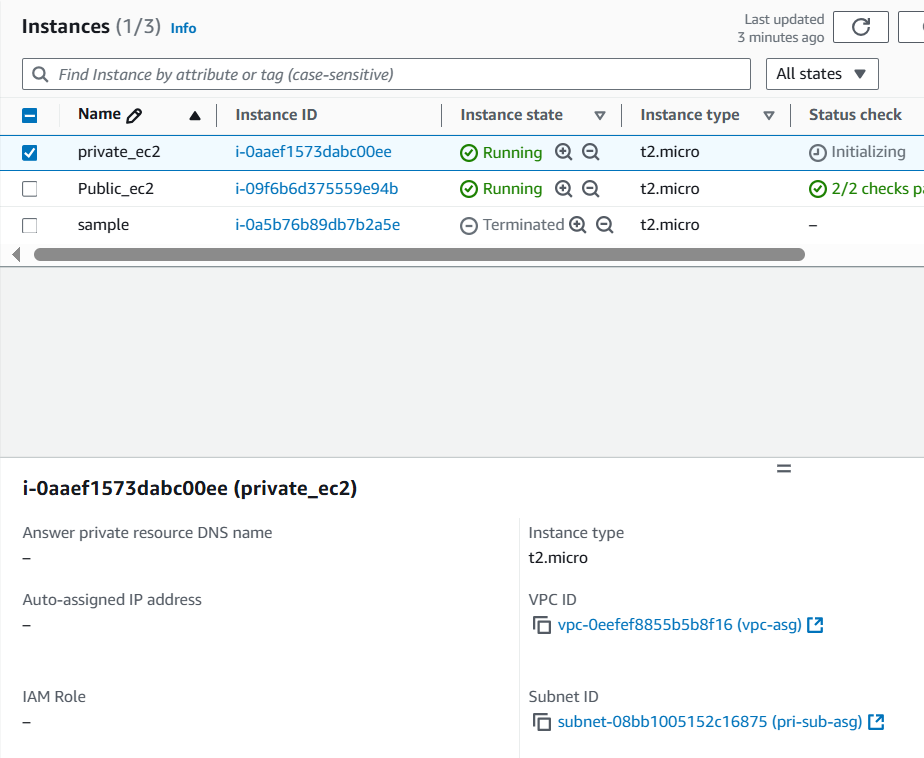 Instances (1/3) Info
Last updated
3 minutes ago
Find Instance by attribute or tag (case-sensitive)
All states
Name Instance ID Instance state Instance type Status check
private_ec2 i-0aaef1573dabc00ee Running t2.micro Initializing
Public_ec2 i-09f6b6d375559e94b Running t2.micro 2/2 checks pa
sample i-0a5b76b89db7b2a5e Terminated t2.micro –
i-0aaef1573dabc00ee (private_ec2)
Answer private resource DNS name Instance type
– t2.micro
Auto-assigned IP address VPC ID
– vpc-0eefef8855b5b8f16 (vpc-asg)
IAM Role Subnet ID
– subnet-08bb1005152c16875 (pri-sub-asg)